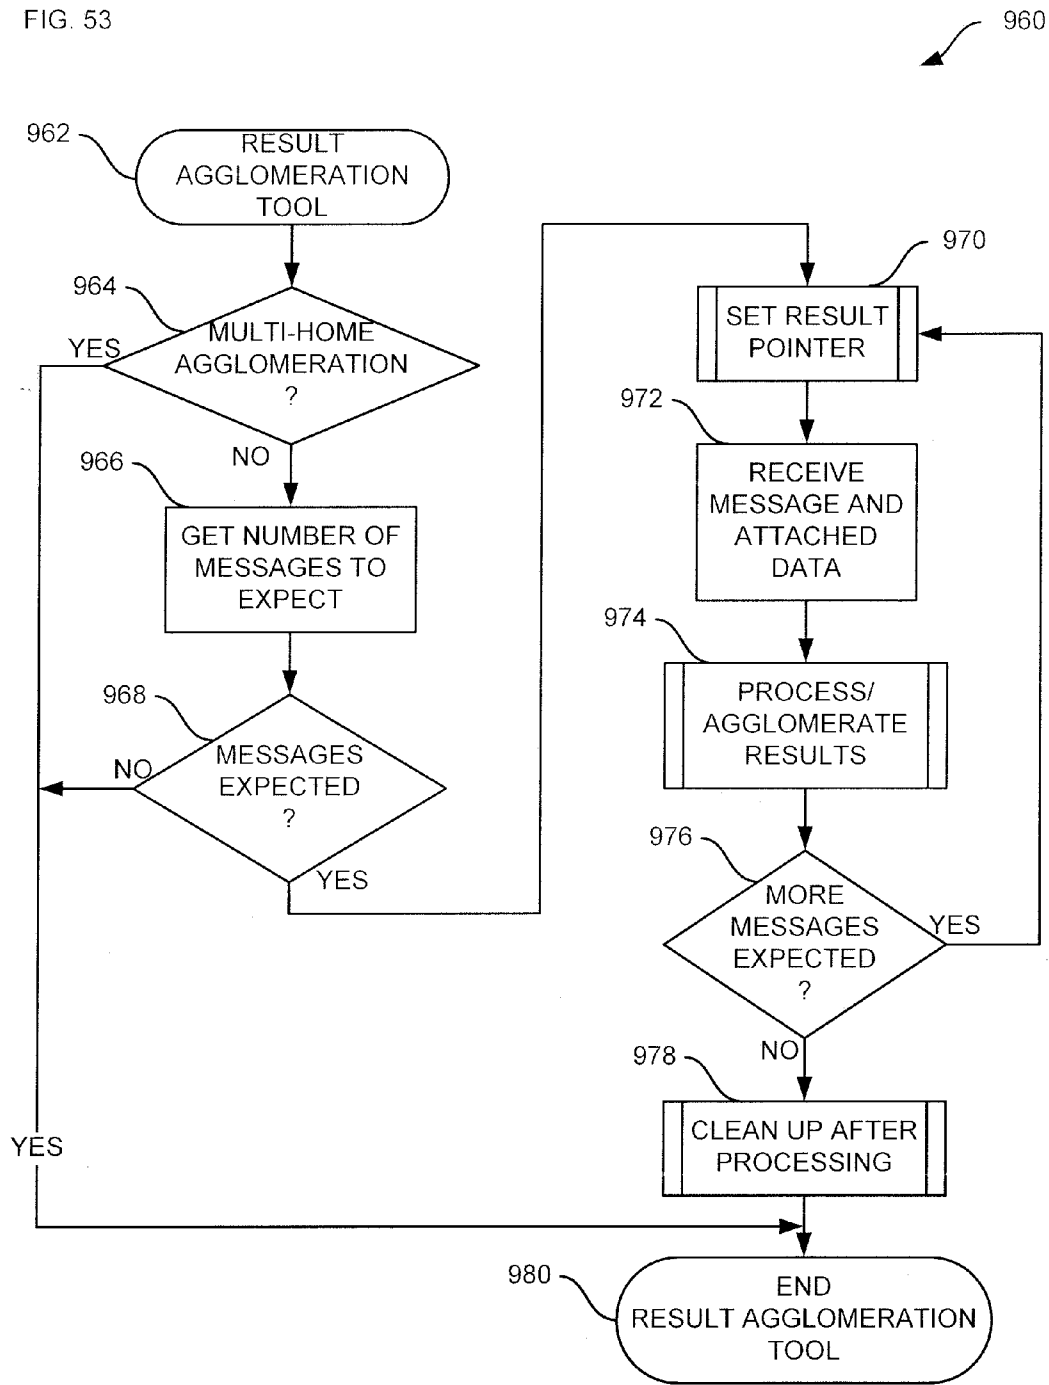 FIG. 53
960
962
RESULT
AGGLOMERATION
TOOL
964
MULTI-HOME
AGGLOMERATION
?
YES
NO
966
GET NUMBER OF
MESSAGES TO
EXPECT
968
MESSAGES
EXPECTED
?
NO
YES
970
SET RESULT
POINTER
972
RECEIVE
MESSAGE AND
ATTACHED
DATA
974
PROCESS/
AGGLOMERATE
RESULTS
976
MORE
MESSAGES
EXPECTED
?
YES
NO
978
CLEAN UP AFTER
PROCESSING
YES
980
END
RESULT AGGLOMERATION
TOOL